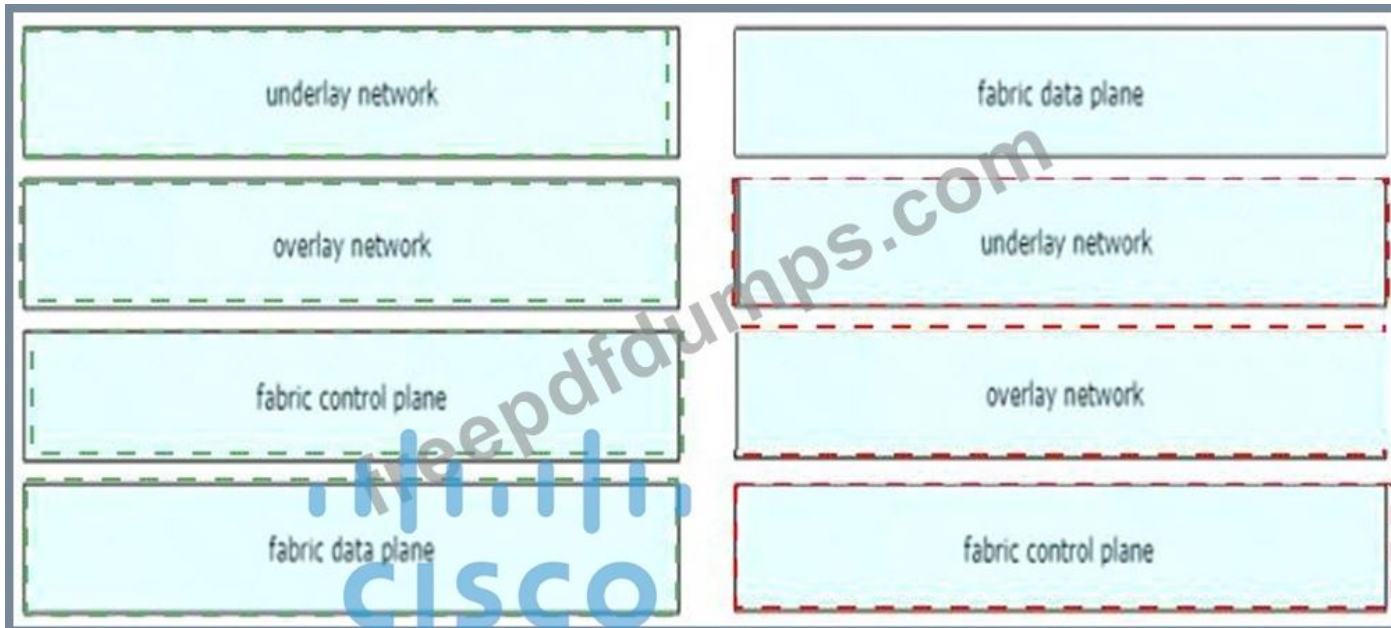 underlay network
overlay network
fabric control plane
fabric data plane
fabric data plane
underlay network
overlay network
fabric control plane
freepdfdumps.com
CISCO